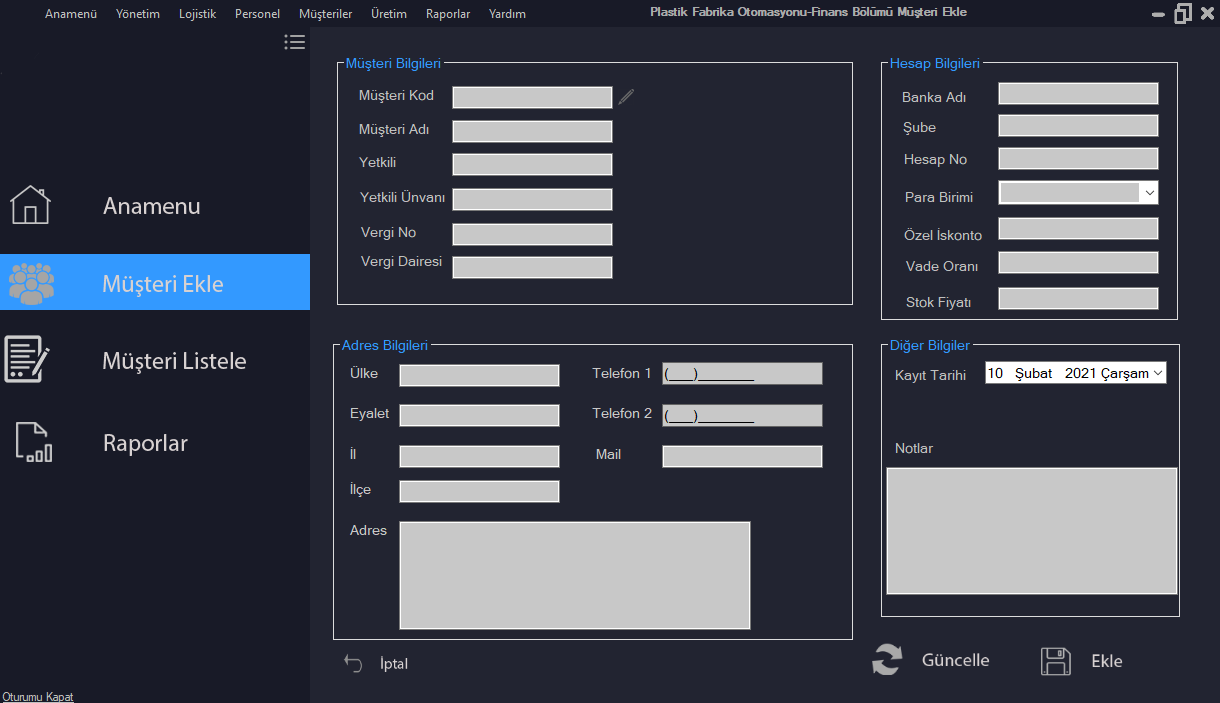 Anamenü Yönetim Lojistik Personel Müşteriler Üretim Raporlar Yardım
Plastik Fabrika Otomasyonu-Finans Bölümü Müşteri Ekle
Anamenu
Müşteri Ekle
Müşteri Listele
Raporlar
Oturumu Kapat
Müşteri Bilgileri
Müşteri Kod
Müşteri Adı
Yetkili
Yetkili Ünvanı
Vergi No
Vergi Dairesi
Hesap Bilgileri
Banka Adı
Şube
Hesap No
Para Birimi
Özel İskonto
Vade Oranı
Stok Fiyatı
Adres Bilgileri
Ülke
Eyalet
İl
İlçe
Adres
Telefon 1 (___)_______
Telefon 2 (___)_______
Mail
Diğer Bilgiler
Kayıt Tarihi 10 Şubat 2021 Çarşam
Notlar
İptal
Güncelle
Ekle